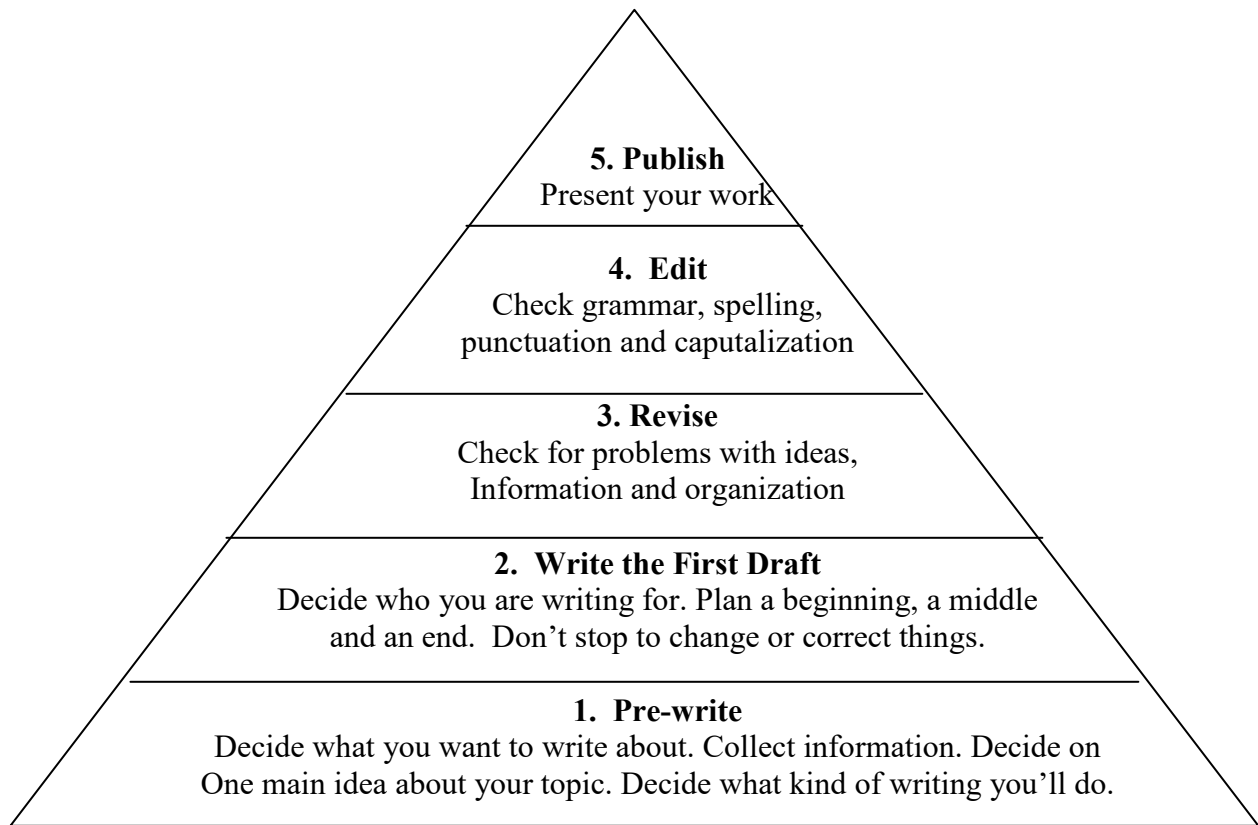 5. Publish
Present your work
4.  Edit
Check grammar, spelling,
punctuation and caputalization
3. Revise
Check for problems with ideas,
Information and organization
2.  Write the First Draft
Decide who you are writing for. Plan a beginning, a middle
and an end.  Don’t stop to change or correct things.
1.  Pre-write
Decide what you want to write about. Collect information. Decide on
One main idea about your topic. Decide what kind of writing you’ll do.